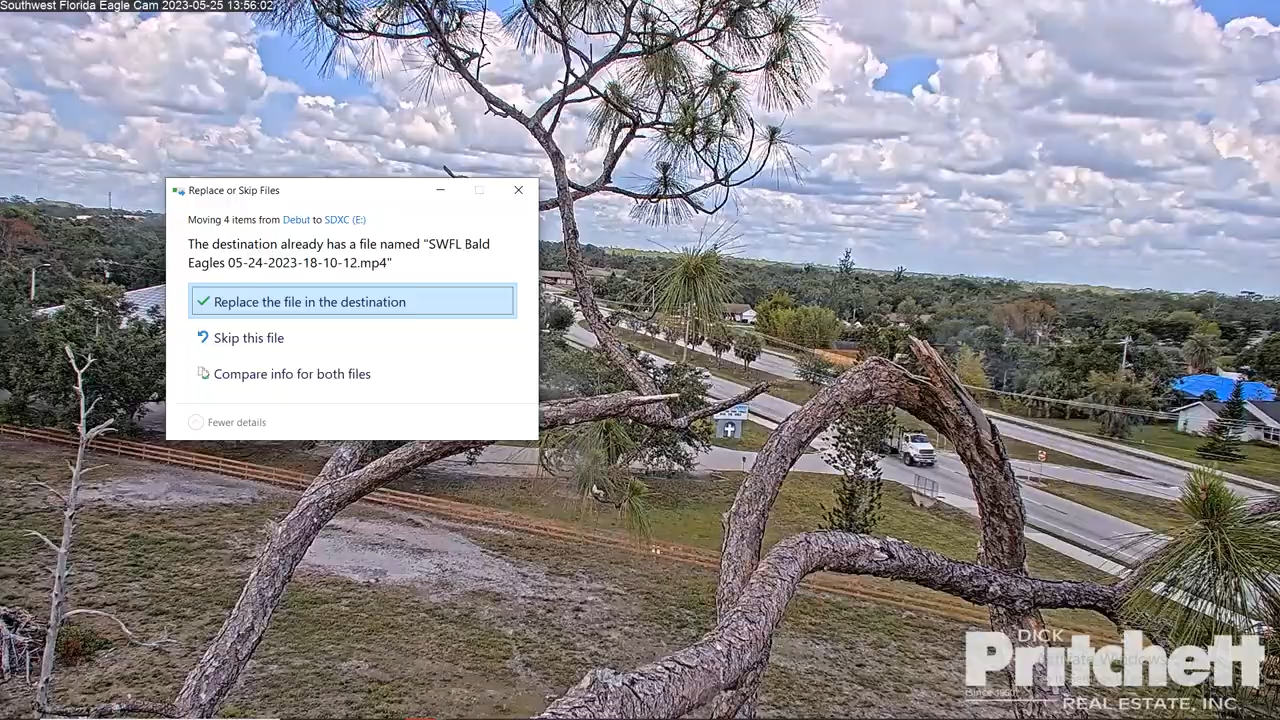 Southwest Florida Eagle Cam 2023-05-25 13:56:02
Replace or Skip Files
Moving 4 items from Debut to SDXC (E:)
The destination already has a file named "SWFL Bald
Eagles 05-24-2023-18-10-12.mp4"
Replace the file in the destination
Skip this file
Compare info for both files
Fewer details
DICK
Pritchett
REAL ESTATE, INC.